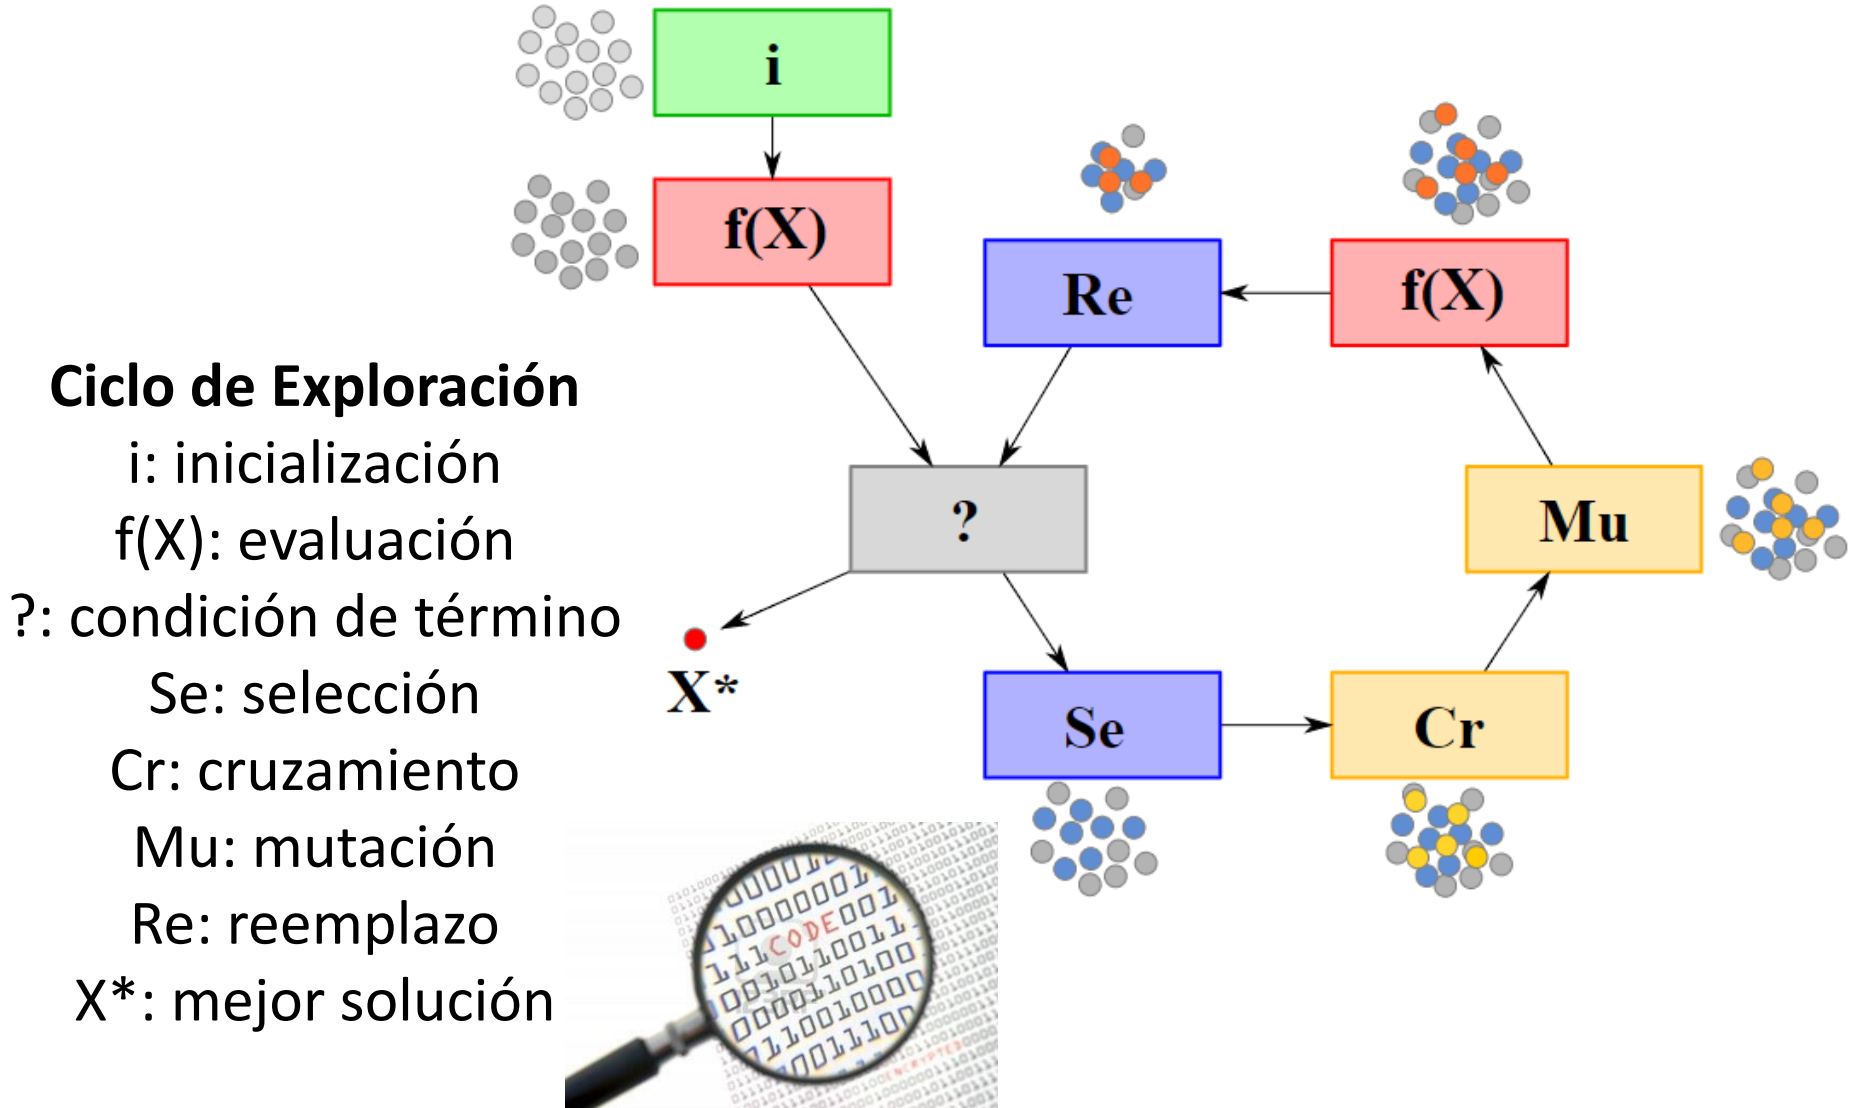 i
f(X)
Re
f(X)
Ciclo de Exploración
i: inicialización
f(X): evaluación
?: condición de término
Se: selección
Cr: cruzamiento
Mu: mutación
Re: reemplazo
X*: mejor solución
?
Mu
X*
Se
Cr
CODE
ENCRYPTED